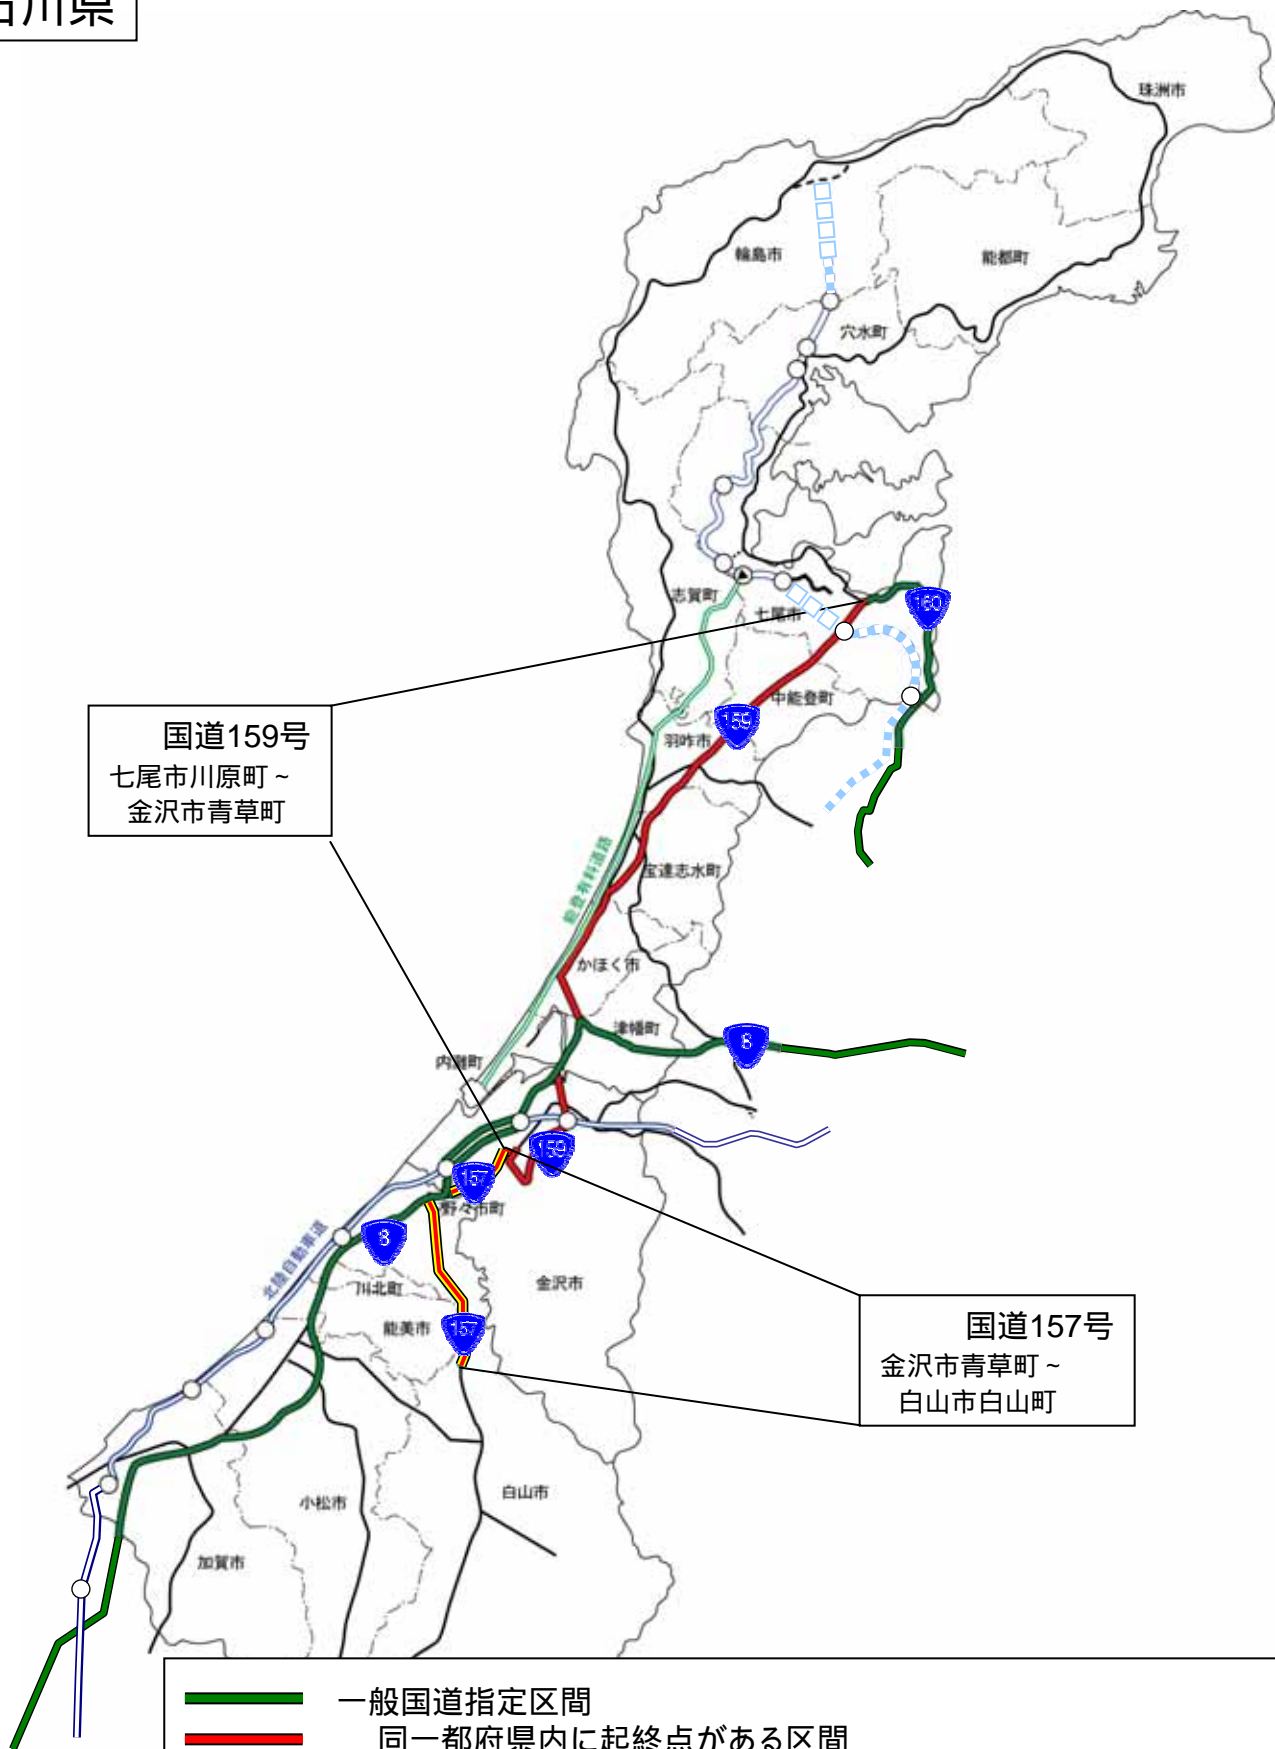 石川県
珠洲市
輪島市
能都町
穴水町
志賀町
七尾市
160
中能登町
159
羽咋市
国道159号
七尾市川原町~
金沢市青草町
能登有料道路
宝達志水町
かほく市
津幡町
8
内灘町
159
157
野々市町
8
北陸自動車道
川北町
金沢市
能美市
157
国道157号
金沢市青草町~
白山市白山町
小松市
白山市
加賀市
一般国道指定区間
同一都府県内に起終点がある区間